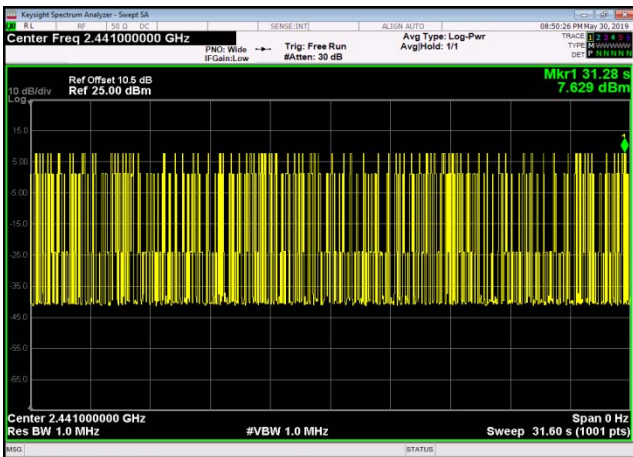 Keysight Spectrum Analyzer - Swept SA
RL RF 50 Ω DC SENSE:INT ALIGN AUTO 08:50:26 PM May 30, 2019
Center Freq 2.441000000 GHz
PNO: Wide
IFGain:Low
Trig: Free Run
#Atten: 30 dB
Avg Type: Log-Pwr
Avg|Hold: 1/1
TRACE 1 2 3 4 5 6
TYPE M WWWWW
DET P N N N N N
Mkr1 31.28 s
7.629 dBm
Ref Offset 10.5 dB
10 dB/div Ref 25.00 dBm
Log
15.0
5.00
-5.00
-15.0
-25.0
-35.0
-45.0
-55.0
-65.0
Center 2.441000000 GHz Span 0 Hz
Res BW 1.0 MHz #VBW 1.0 MHz Sweep 31.60 s (1001 pts)
MSG STATUS